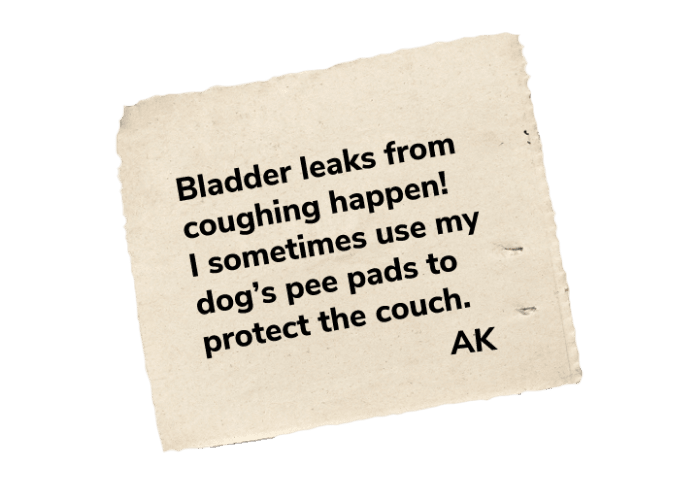 Bladder leaks from
coughing happen!
I sometimes use my
dog’s pee pads to
protect the couch.
AK